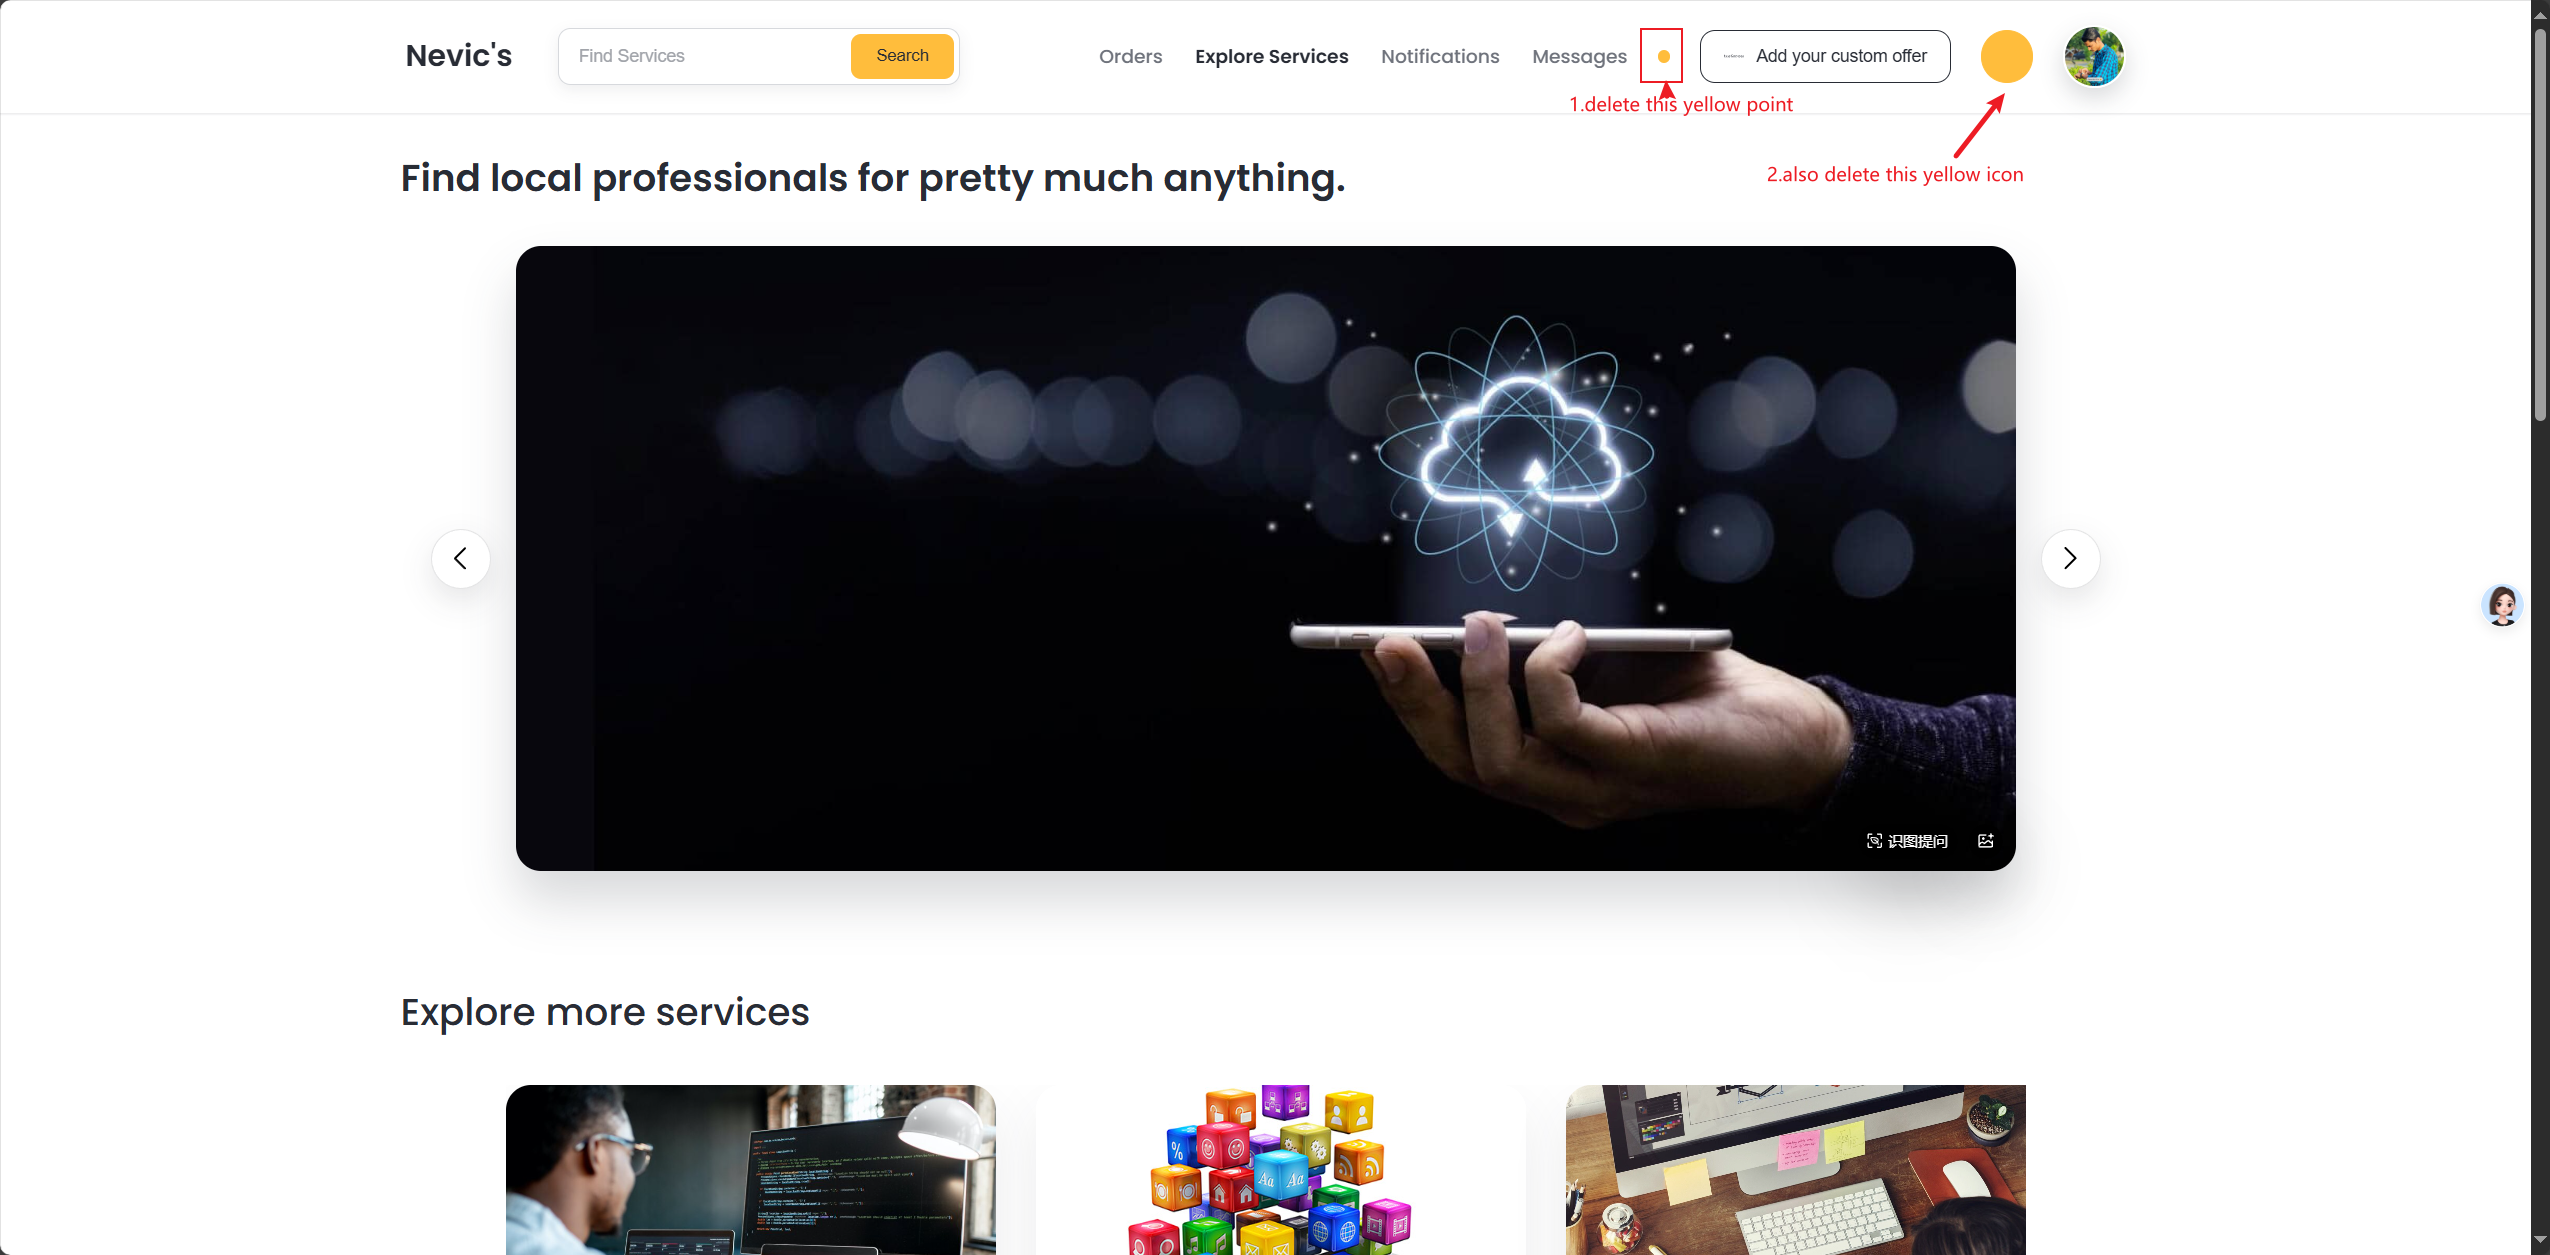 Nevic's
Find Services
Search
Orders
Explore Services
Notifications
Messages
Add your custom offer
1.delete this yellow point
2.also delete this yellow icon
Find local professionals for pretty much anything.
识图提问
Explore more services
Aa Aa
%